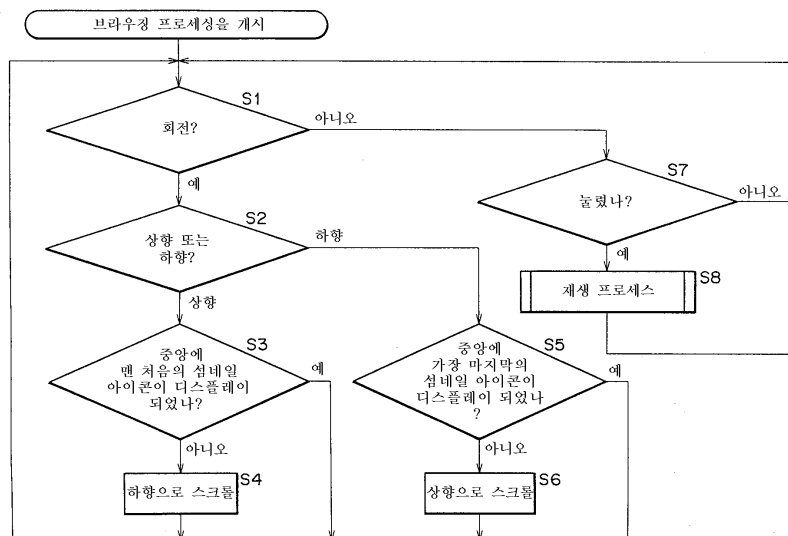 브라우징 프로세싱을 개시
S1
회전?
아니오
예
S7
눌렸나?
아니오
예
S2
상향 또는
하향?
하향
상향
S8
재생 프로세스
S3
중앙에
맨 처음의 섬네일
아이콘이 디스플레이
되었나?
예
아니오
S5
중앙에
가장 마지막의
섬네일 아이콘이
디스플레이 되었나
?
예
아니오
S4
하향으로 스크롤
S6
상향으로 스크롤